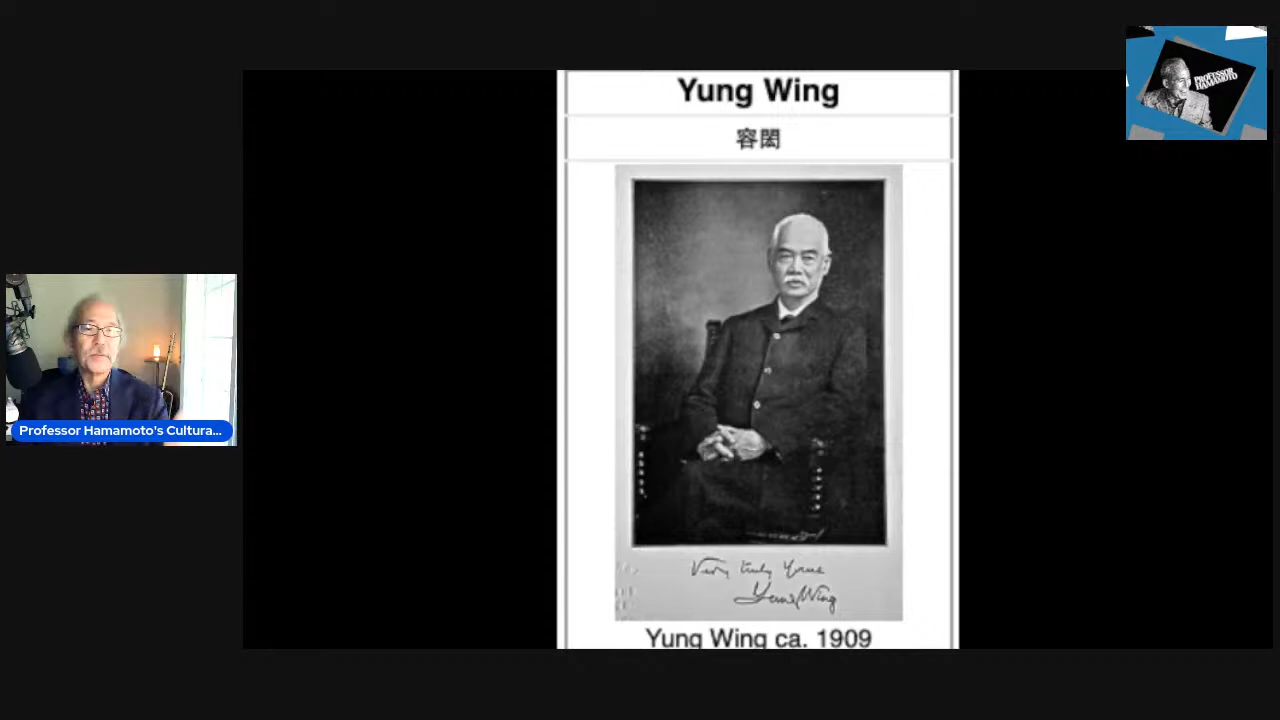 Yung Wing
容閎
PROFESSOR
HAMAMOTO
Professor Hamamoto's Cultura...
Very truly Yours
Yung Wing
Yung Wing ca. 1909